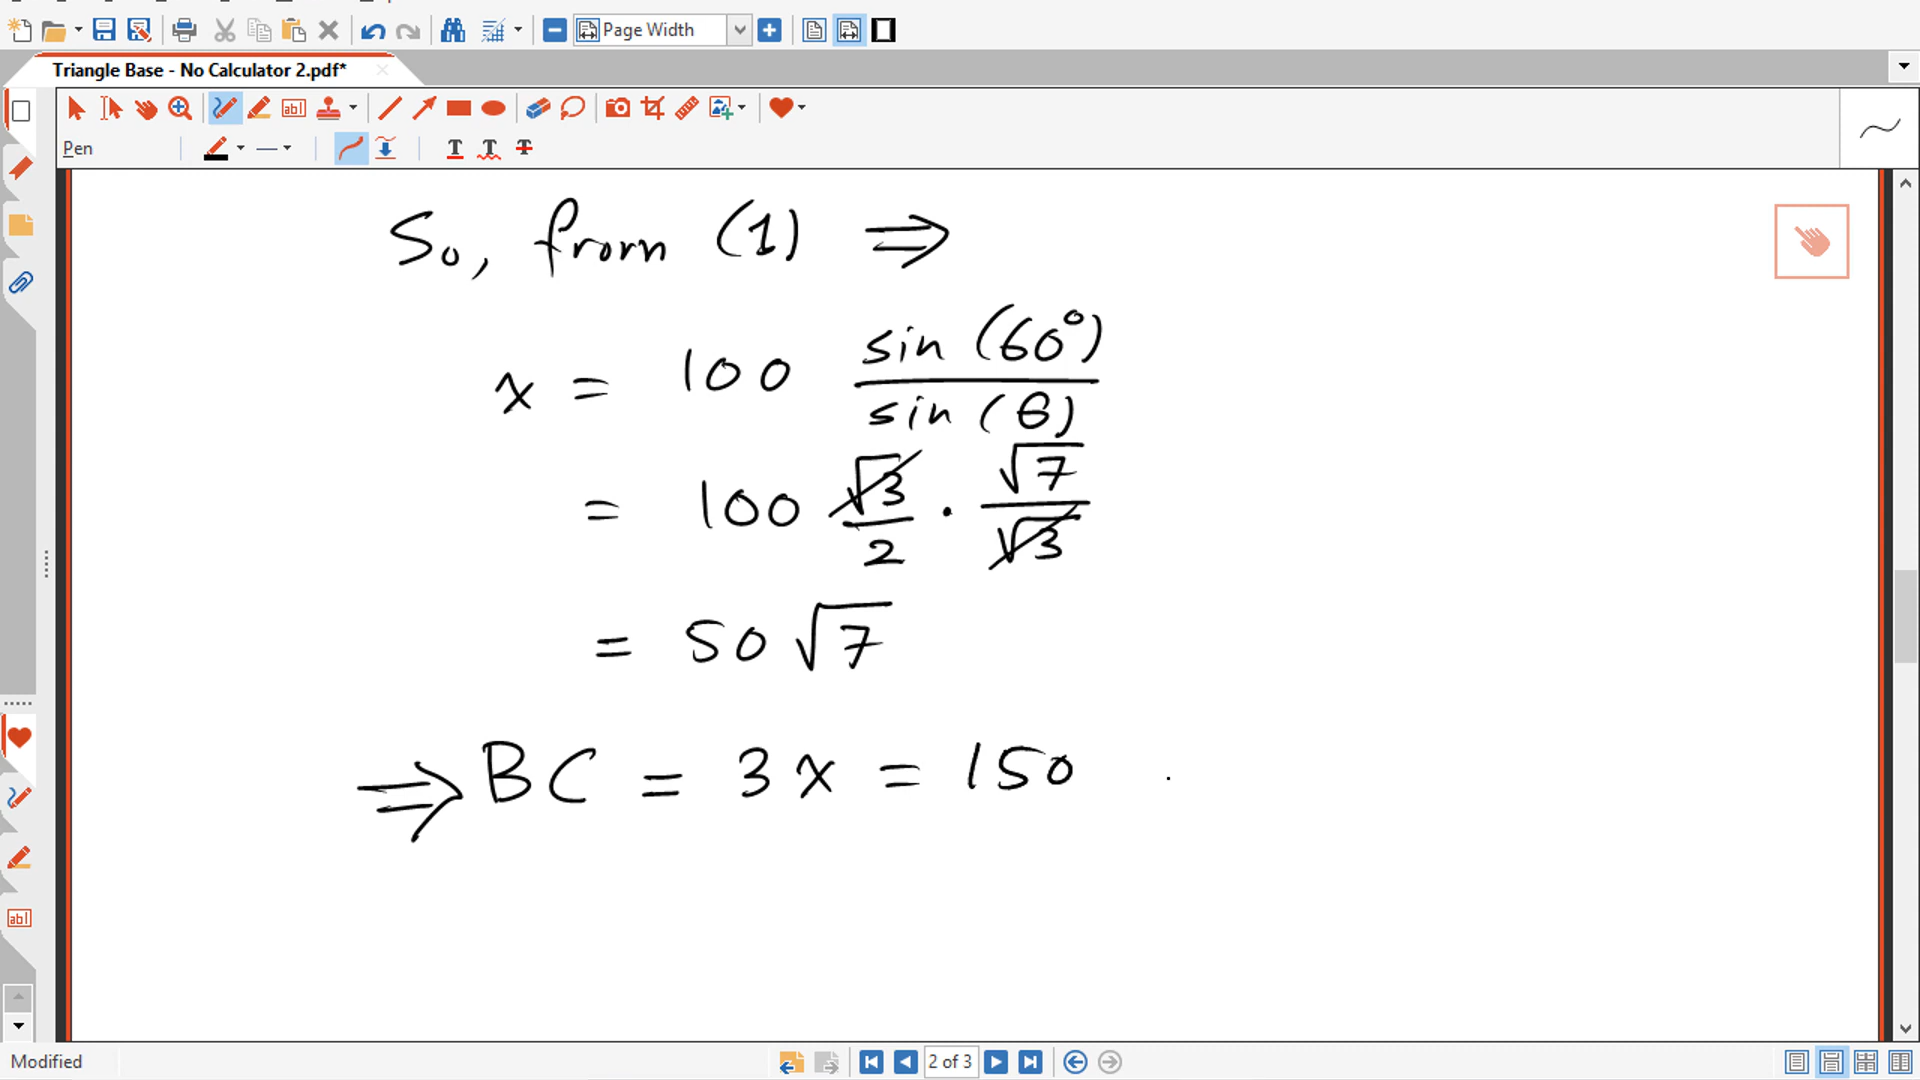 Page Width
Triangle Base - No Calculator 2.pdf*
Pen
So, from (1) ⇒
x = 100 sin (60°) / sin (θ)
= 100 √3/2 · √7/√3
= 50 √7
⇒ BC = 3x = 150
Modified
2 of 3